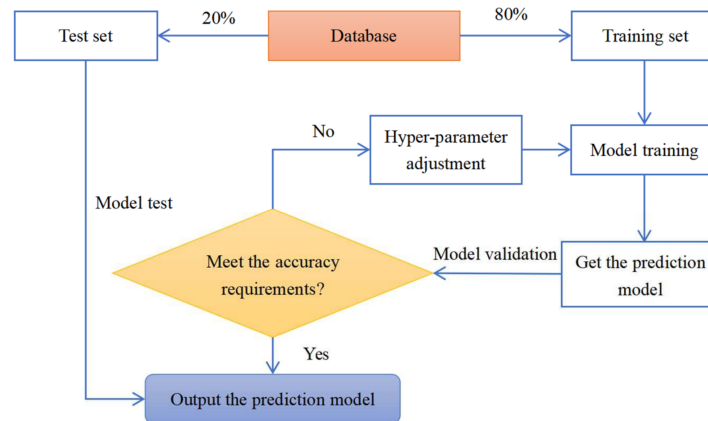 20%
80%
Test set
Database
Training set
No
Hyper-parameter
adjustment
Model training
Model test
Meet the accuracy
requirements?
Model validation
Get the prediction
model
Yes
Output the prediction model